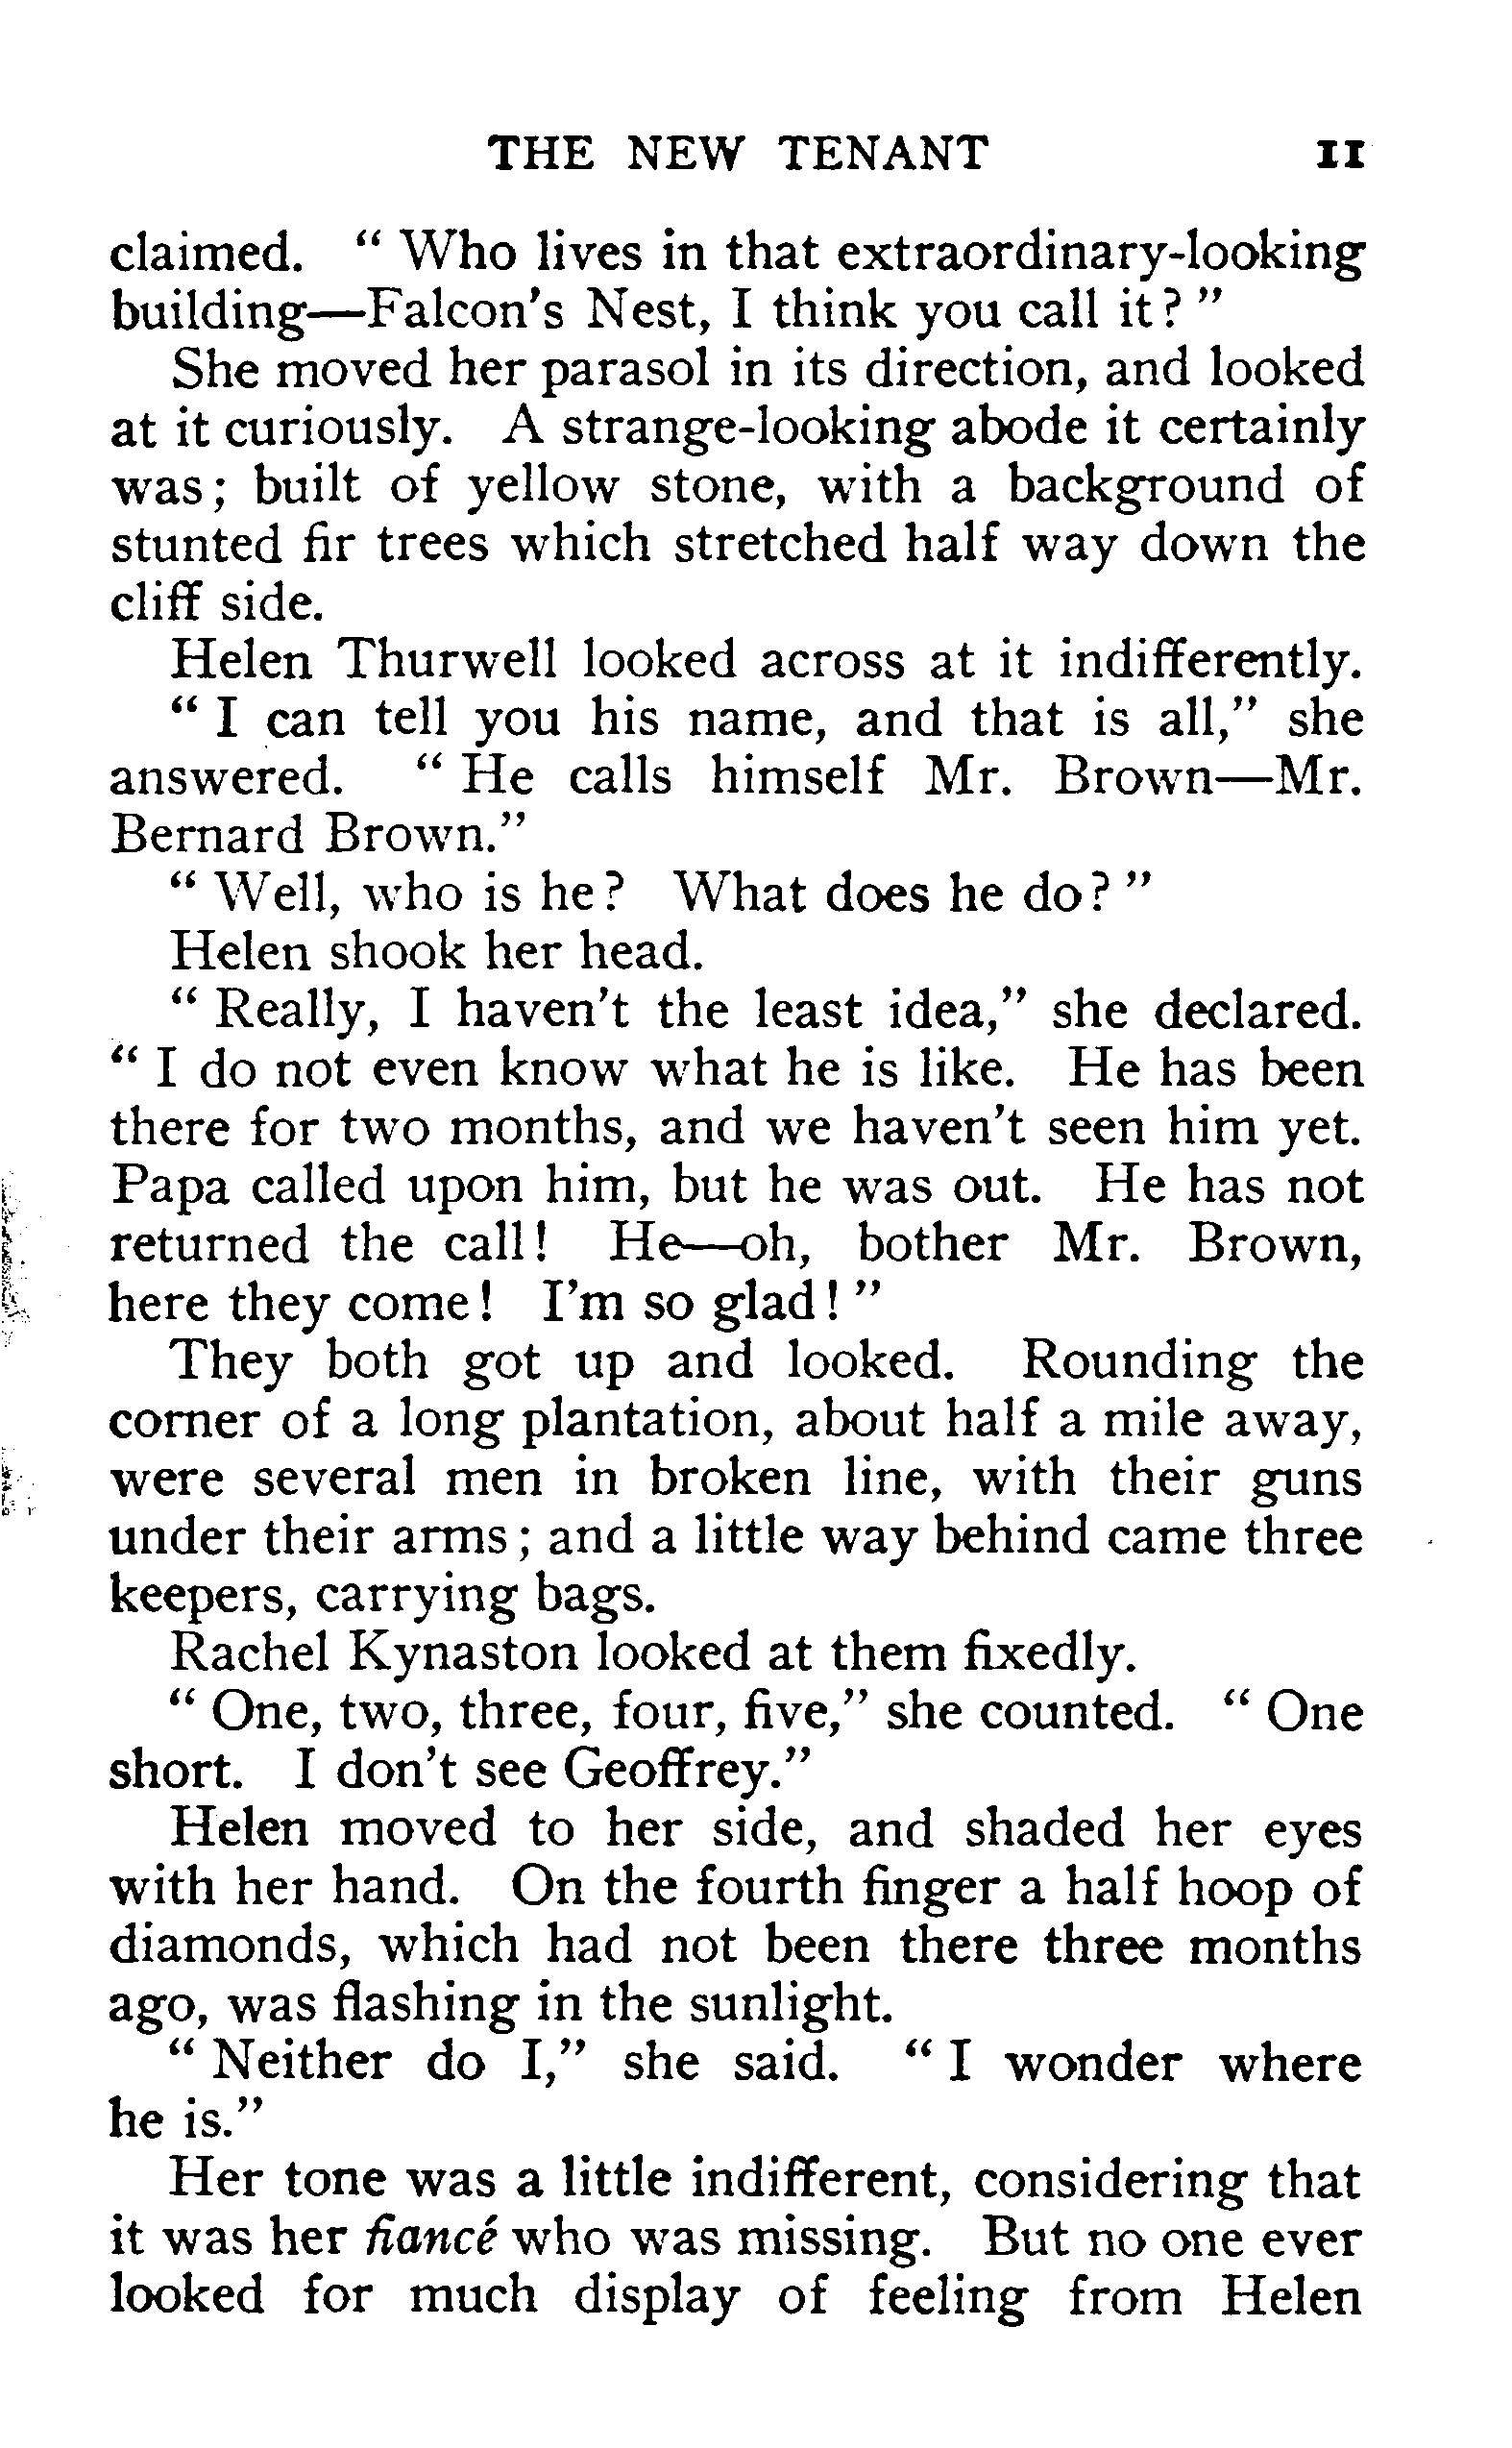 THE NEW TENANT 11
claimed. “ Who lives in that extraordinary-looking
building—Falcon's Nest, I think you call it? ”
She moved her parasol in its direction, and looked
at it curiously. A strange-looking abode it certainly
was; built of yellow stone, with a background of
stunted fir trees which stretched half way down the
cliff side.
Helen Thurwell looked across at it indifferently.
“ I can tell you his name, and that is all,” she
answered. “ He calls himself Mr. Brown—Mr.
Bernard Brown.”
“ Well, who is he? What does he do? ”
Helen shook her head.
“ Really, I haven't the least idea,” she declared.
“ I do not even know what he is like. He has been
there for two months, and we haven't seen him yet.
Papa called upon him, but he was out. He has not
returned the call! He—oh, bother Mr. Brown,
here they come! I'm so glad! ”
They both got up and looked. Rounding the
corner of a long plantation, about half a mile away,
were several men in broken line, with their guns
under their arms; and a little way behind came three
keepers, carrying bags.
Rachel Kynaston looked at them fixedly.
“ One, two, three, four, five,” she counted. “ One
short. I don't see Geoffrey.”
Helen moved to her side, and shaded her eyes
with her hand. On the fourth finger a half hoop of
diamonds, which had not been there three months
ago, was flashing in the sunlight.
“ Neither do I,” she said. “ I wonder where
he is.”
Her tone was a little indifferent, considering that
it was her fiancé who was missing. But no one ever
looked for much display of feeling from Helen